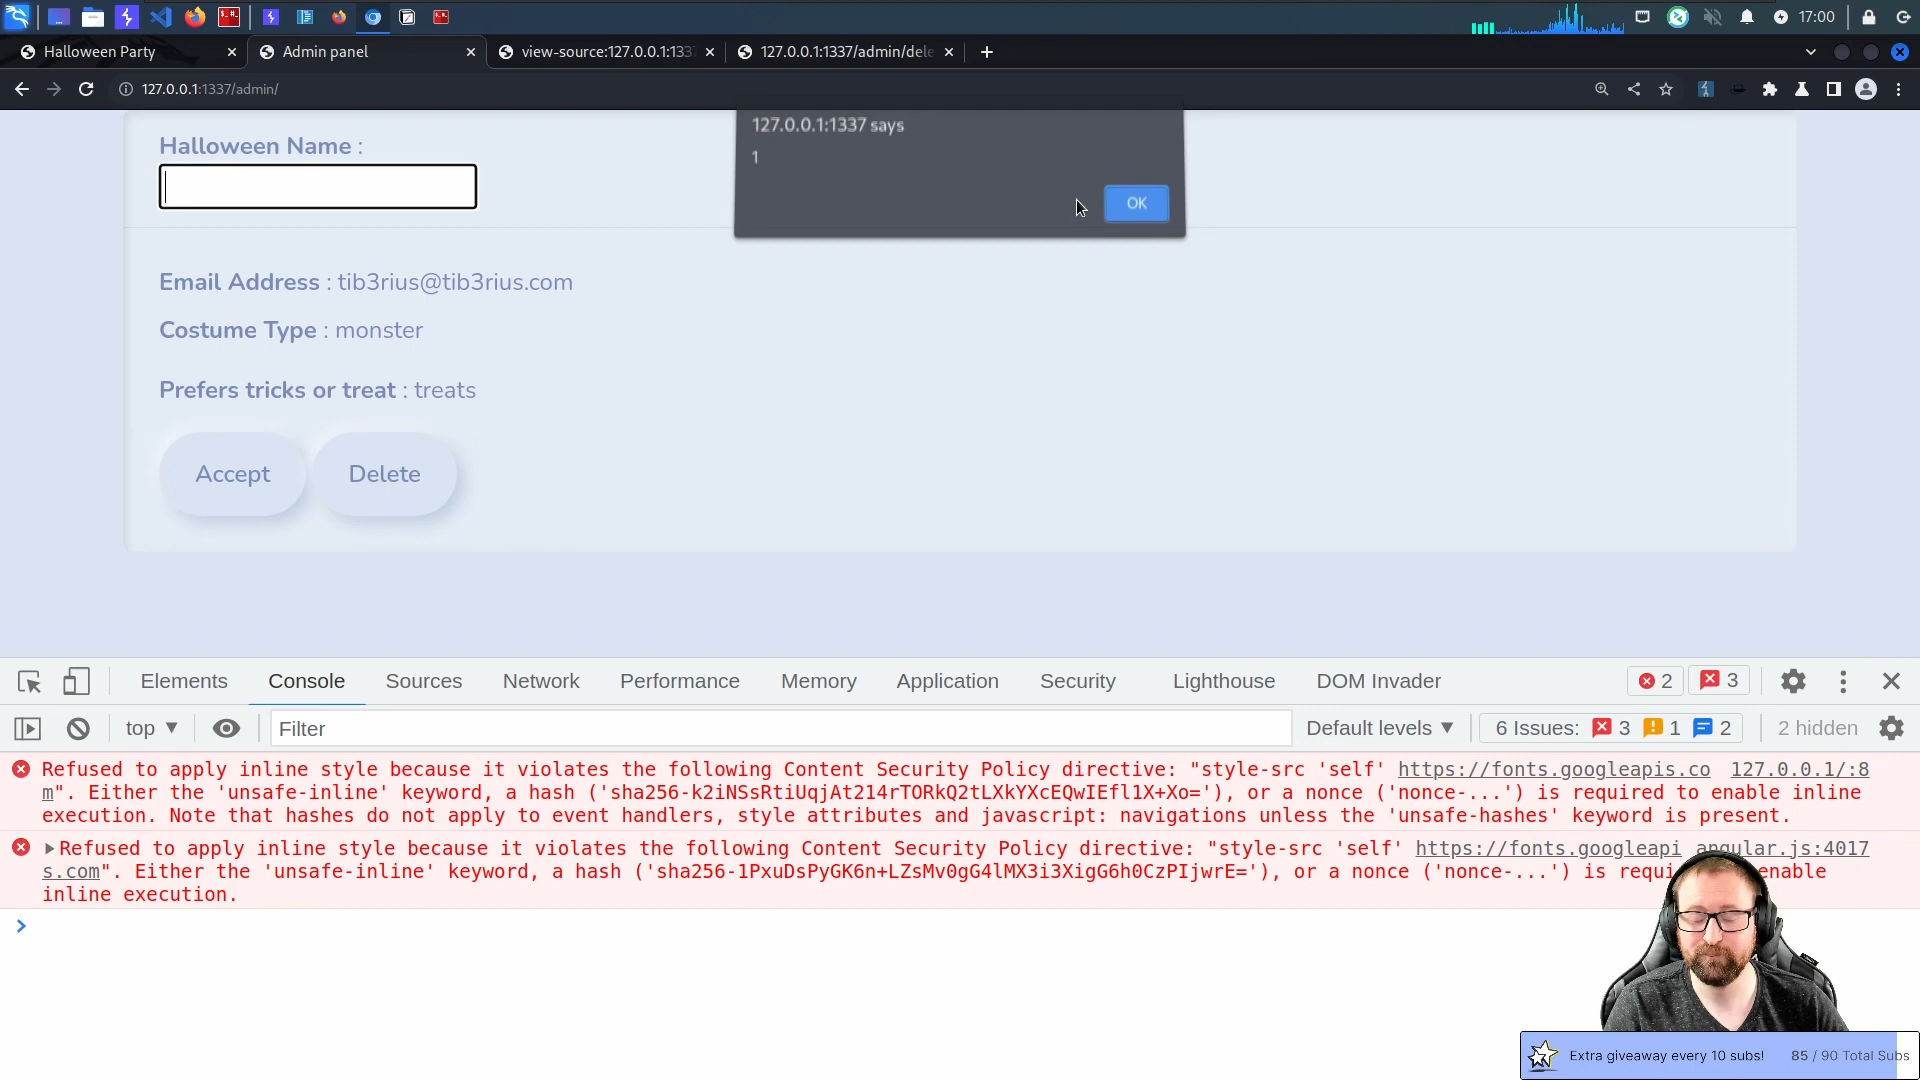 17:00
Halloween Party
Admin panel
view-source:127.0.0.1:133
127.0.0.1:1337/admin/dele
127.0.0.1:1337/admin/
127.0.0.1:1337 says
1
OK
Halloween Name :
Email Address : tib3rius@tib3rius.com
Costume Type : monster
Prefers tricks or treat : treats
Accept
Delete
Elements
Console
Sources
Network
Performance
Memory
Application
Security
Lighthouse
DOM Invader
2
3
top
Filter
Default levels
6 Issues:
3
1
2
2 hidden
Refused to apply inline style because it violates the following Content Security Policy directive: "style-src 'self' https://fonts.googleapis.co 127.0.0.1/:8
m". Either the 'unsafe-inline' keyword, a hash ('sha256-k2iNSsRtiUqjAt214rTORkQ2tLXkYXcEQwIEfl1X+Xo='), or a nonce ('nonce-...') is required to enable inline
execution. Note that hashes do not apply to event handlers, style attributes and javascript: navigations unless the 'unsafe-hashes' keyword is present.
Refused to apply inline style because it violates the following Content Security Policy directive: "style-src 'self' https://fonts.googleapi angular.js:4017
s.com". Either the 'unsafe-inline' keyword, a hash ('sha256-1PxuDsPyGK6n+LZsMv0gG4lMX3i3XigG6h0CzPIjwrE='), or a nonce ('nonce-...') is requi enable
inline execution.
Extra giveaway every 10 subs!
85 / 90 Total Subs